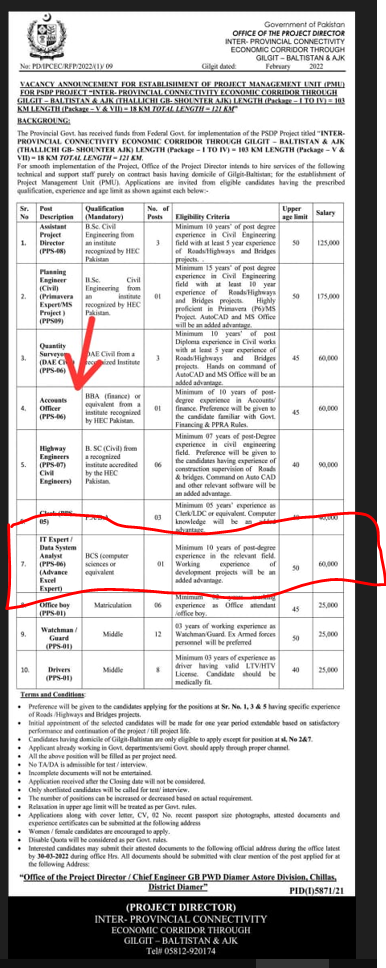 Government of Pakistan
OFFICE OF THE PROJECT DIRECTOR
INTER- PROVINCIAL CONNECTIVITY
ECONOMIC CORRIDOR THROUGH
GILGIT – BALTISTAN & AJK
No: PD/IPCEC/RFP/2022(1)/ 09 Gilgit dated: February 2022
VACANCY ANNOUNCEMENT FOR ESTABLISHMENT OF PROJECT MANAGEMENT UNIT (PMU)
FOR PSDP PROJECT "INTER- PROVINCIAL CONNECTIVITY ECONOMIC CORRIDOR THROUGH
GILGIT – BALTISTAN & AJK (THALLICHI GB- SHOUNTER AJK) LENGTH (Package – I TO IV) = 103
KM LENGTH (Package – V & VII) = 18 KM TOTAL LENGTH = 121 KM"
BACKGROUNG:
The Provincial Govt. has received funds from Federal Govt. for implementation of the PSDP Project titled "INTER-
PROVINCIAL CONNECTIVITY ECONOMIC CORRIDOR THROUGH GILGIT – BALTISTAN & AJK
(THALLICHI GB- SHOUNTER AJK) LENGTH (Package – I TO IV) = 103 KM LENGTH (Package – V &
VII) = 18 KM TOTAL LENGTH = 121 KM.
For smooth implementation of the Project, Office of the Project Director intends to hire services of the following
technical and support staff purely on contract basis having domicile of Gilgit-Baltistan; for the establishment of
Project Management Unit (PMU). Applications are invited from eligible candidates having the prescribed
qualification, experience and age limit as shown against each below:-
Sr. No Post Description Qualification (Mandatory) No. of Posts Eligibility Criteria Upper age limit Salary
1. Assistant Project Director (PPS-08) B.Sc. Civil Engineering from an institute recognized by HEC Pakistan 3 Minimum 10 years' of post degree experience in Civil Engineering field with at least 5 year experience of Roads/Highways and Bridges projects. . 50 125,000
2. Planning Engineer (Civil) (Primavera Expert/MS Project ) (PPS09) B.Sc. Civil Engineering from an institute recognized by HEC Pakistan. 01 Minimum 15 years' of post degree experience in Civil Engineering field with at least 10 year experience of Roads/Highways and Bridges projects. Highly proficient in Primavera (P6)/MS Project. AutoCAD and MS Office will be an added advantage. 50 175,000
3. Quantity Surveyor (DAE Civil) (PPS-06) DAE Civil from a recognized Institute 3 Minimum 10 years' of post Diploma experience in Civil works with at least 5 year experience of Roads/Highways and Bridges projects. Hands on command of AutoCAD and MS Office will be an added advantage. 45 60,000
4. Accounts Officer (PPS-06) BBA (finance) or equivalent from a institute recognized by HEC Pakistan. 01 Minimum of 10 years of post-degree experience in Accounts/ finance. Preference will be given to the candidate familiar with Govt. Financing & PPRA Rules. 45 60,000
5. Highway Engineers (PPS-07) Civil Engineers) B. SC (Civil) from a recognized institute accredited by the HEC Pakistan. 06 Minimum 07 years of post-Degree experience in civil engineering field. Preference will be given to the candidates having experience of construction supervision of Roads & bridges. Command on Auto CAD and other relevant software will be an added advantage. 40 90,000
Clerk (PPS-05) 03 Minimum 05 years' experience as Clerk/LDC or equivalent. Computer knowledge will be an added advantage.
7. IT Expert / Data System Analyst (PPS-06) (Advance Excel Expert) BCS (computer sciences or equivalent 01 Minimum 10 years of post-degree experience in the relevant field. Working experience of development projects will be an added advantage. 50 60,000
Office boy (PPS-01) Matriculation 06 experience as Office attendant /office boy. 45 25,000
9. Watchman / Guard (PPS-01) Middle 12 03 years of working experience as Watchman/Guard. Ex Armed forces personnel will be preferred. 50 25,000
10. Drivers (PPS-01) Middle 8 Minimum 03 years of experience as driver having valid LTV/HTV License. Candidate should be medically fit. 40 25,000
Terms and Conditions:
• Preference will be given to the candidates applying for the positions at Sr. No. 1, 3 & 5 having specific experience
of Roads /Highways and Bridges projects.
• Initial appointment of the selected candidates will be made for one year period extendable based on satisfactory
performance and continuation of the project / till project life.
• Candidates having domicile of Gilgit-Baltistan are only eligible to apply except for position at sl. No 2&7.
• Applicant already working in Govt. departments/semi Govt. should apply through proper channel.
• All the above position will be filled as per project need.
• No TA/DA is admissible for test / interview.
• Incomplete documents will not be entertained.
• Application received after the Closing date will not be considered.
• Only shortlisted candidates will be called for test/ interview.
• The number of positions can be increased or decreased based on actual requirement.
• Relaxation in upper age limit will be treated as per Govt. rules.
• Applications along with cover letter, CV, 02 No. recent passport size photographs, attested documents and
experience certificates can be submitted at the following address
• Women / female candidates are encouraged to apply.
• Disable Quota will be considered as per Govt. rules.
• Interested candidates may submit their attested documents to the following official address during the office latest
by 30-03-2022 during office Hrs. All documents should be submitted with clear mention of the post applied for at
the following Address:
"Office of the Project Director / Chief Engineer GB PWD Diamer Astore Division, Chillas,
District Diamer"
PID(I)5871/21
(PROJECT DIRECTOR)
INTER- PROVINCIAL CONNECTIVITY
ECONOMIC CORRIDOR THROUGH
GILGIT – BALTISTAN & AJK
Tel# 05812-920174